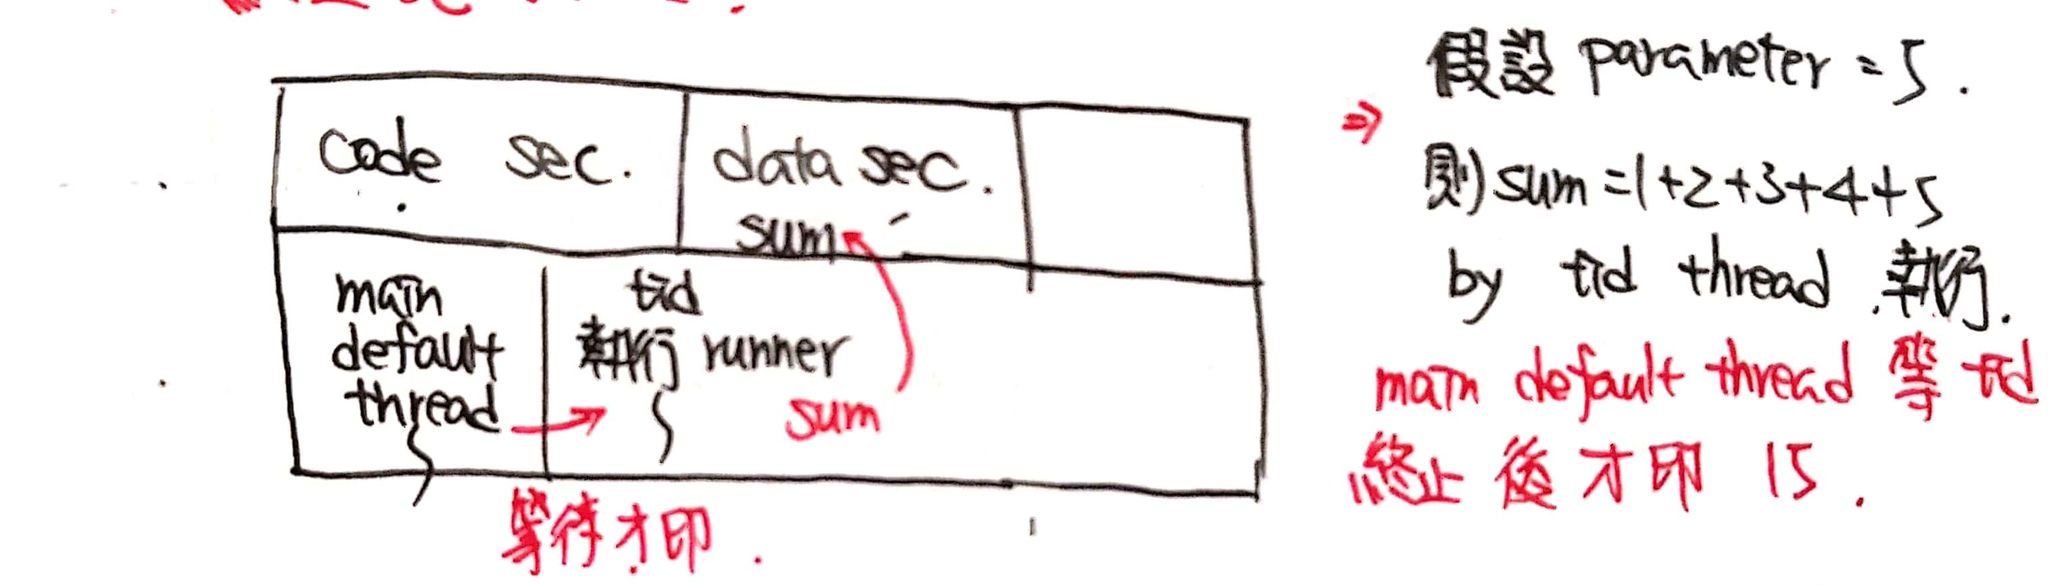 code sec.
data sec.
sum
main
default
thread
tid
執行 runner
sum
等待才印.
假設 parameter = 5.
⇒
則 sum = 1+2+3+4+5
by tid thread 執行.
main default thread 等 tid
終止後才印 15.